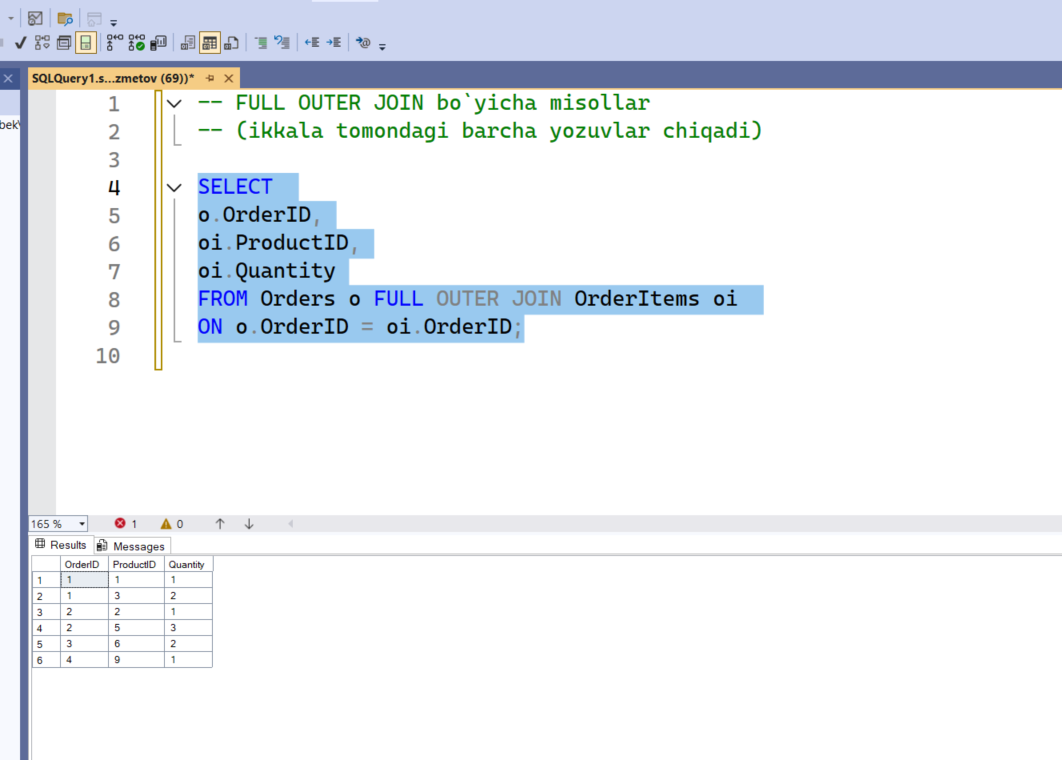 SQLQuery1.s...zmetov (69))*
bek\
1 -- FULL OUTER JOIN bo`yicha misollar
2 -- (ikkala tomondagi barcha yozuvlar chiqadi)
3
4 SELECT
5 o.OrderID,
6 oi.ProductID,
7 oi.Quantity
8 FROM Orders o FULL OUTER JOIN OrderItems oi
9 ON o.OrderID = oi.OrderID;
10
165 % 1 0
Results Messages
OrderID ProductID Quantity
1 1 1 1
2 1 3 2
3 2 2 1
4 2 5 3
5 3 6 2
6 4 9 1